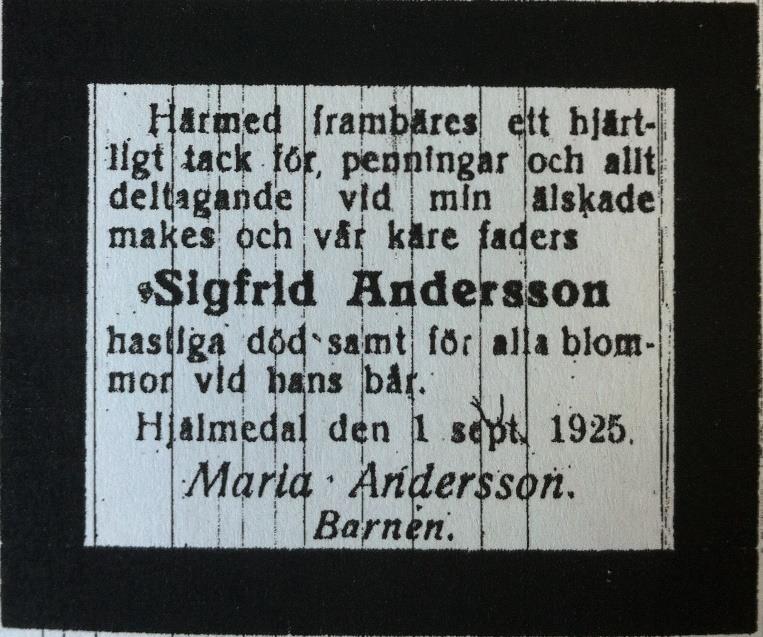 Härmed frambäres ett hjärt-
ligt tack för penningar och allt
deltagande vid min älskade
makes och vår käre faders
Sigfrid Andersson
hastiga död samt för alla blom-
mor vid hans bår.
Hjälmedal den 1 sept. 1925.
Maria Andersson.
Barnen.